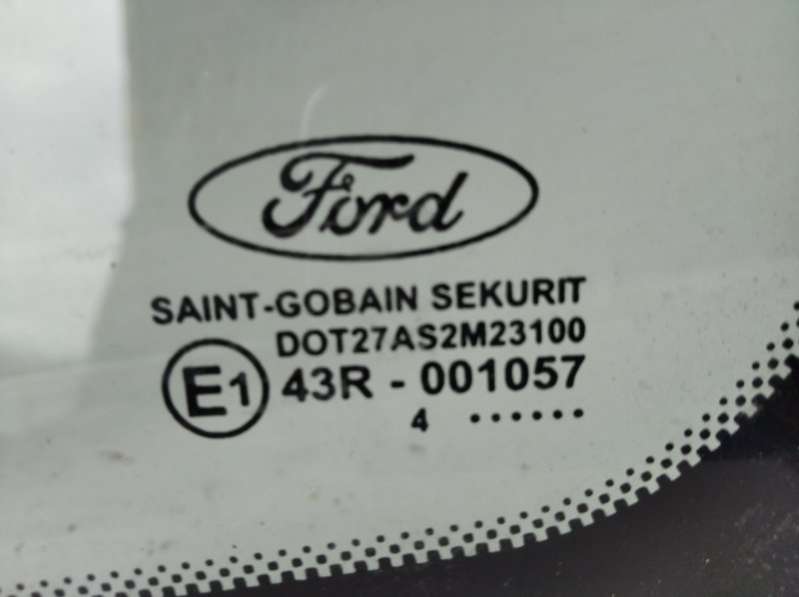 Ford
SAINT-GOBAIN SEKURIT
DOT27AS2M23100
E1 43R - 001057
4 ······